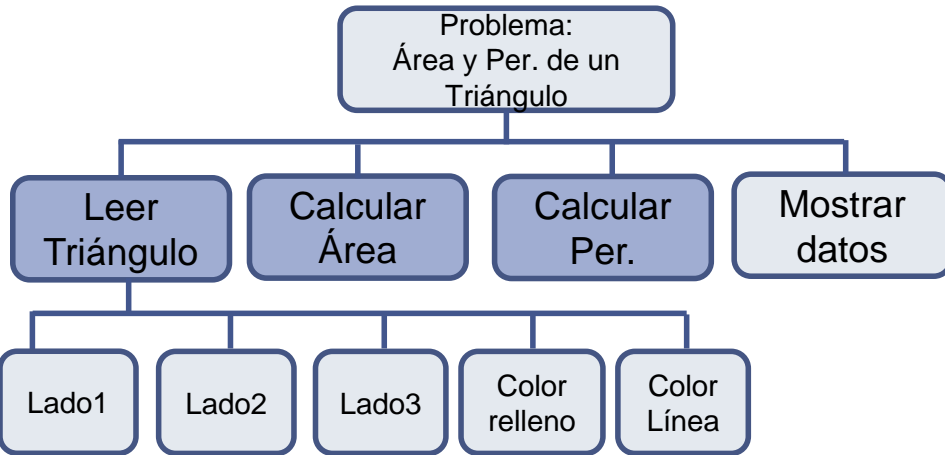 Problema:
Área y Per. de un
Triángulo
Leer
Triángulo
Calcular
Área
Calcular
Per.
Mostrar
datos
Lado1
Lado2
Lado3
Color
relleno
Color
Línea